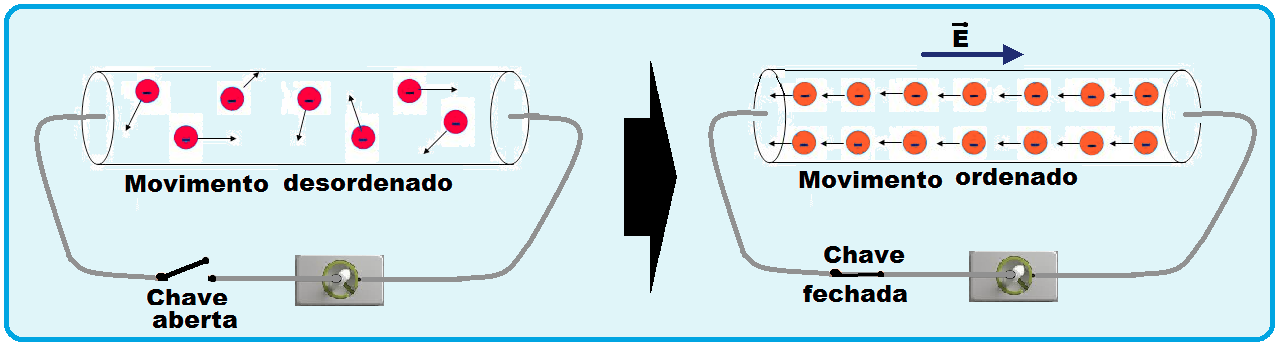 Movimento desordenado
Chave
aberta
E
Movimento ordenado
Chave
fechada